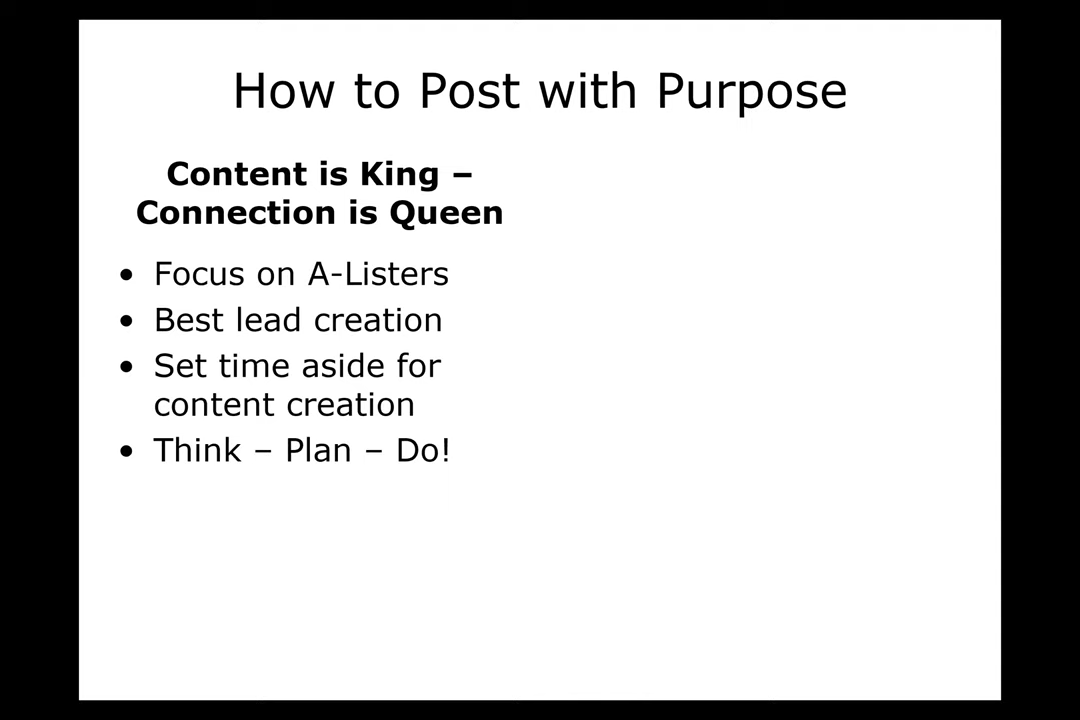 How to Post with Purpose
Content is King –
Connection is Queen
• Focus on A-Listers
• Best lead creation
• Set time aside for
content creation
• Think – Plan – Do!